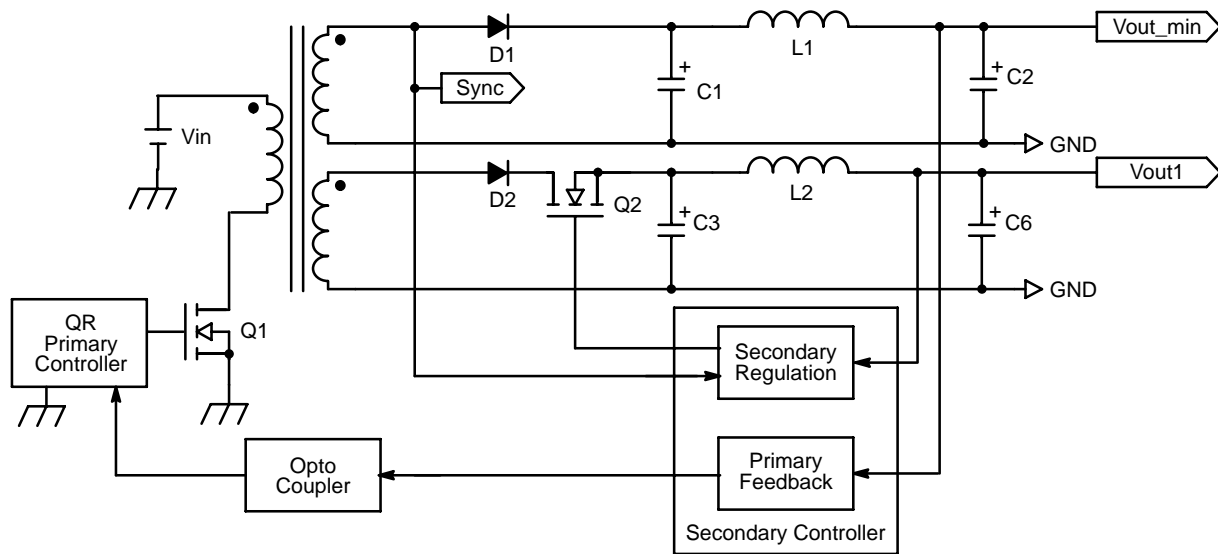 Vout_min
L1
D1
+
C1
+
C2
Sync
Vin
GND
Vout1
L2
D2
Q2
+
C3
+
C6
GND
QR
Primary
Controller
Q1
Secondary
Regulation
Opto
Coupler
Primary
Feedback
Secondary Controller